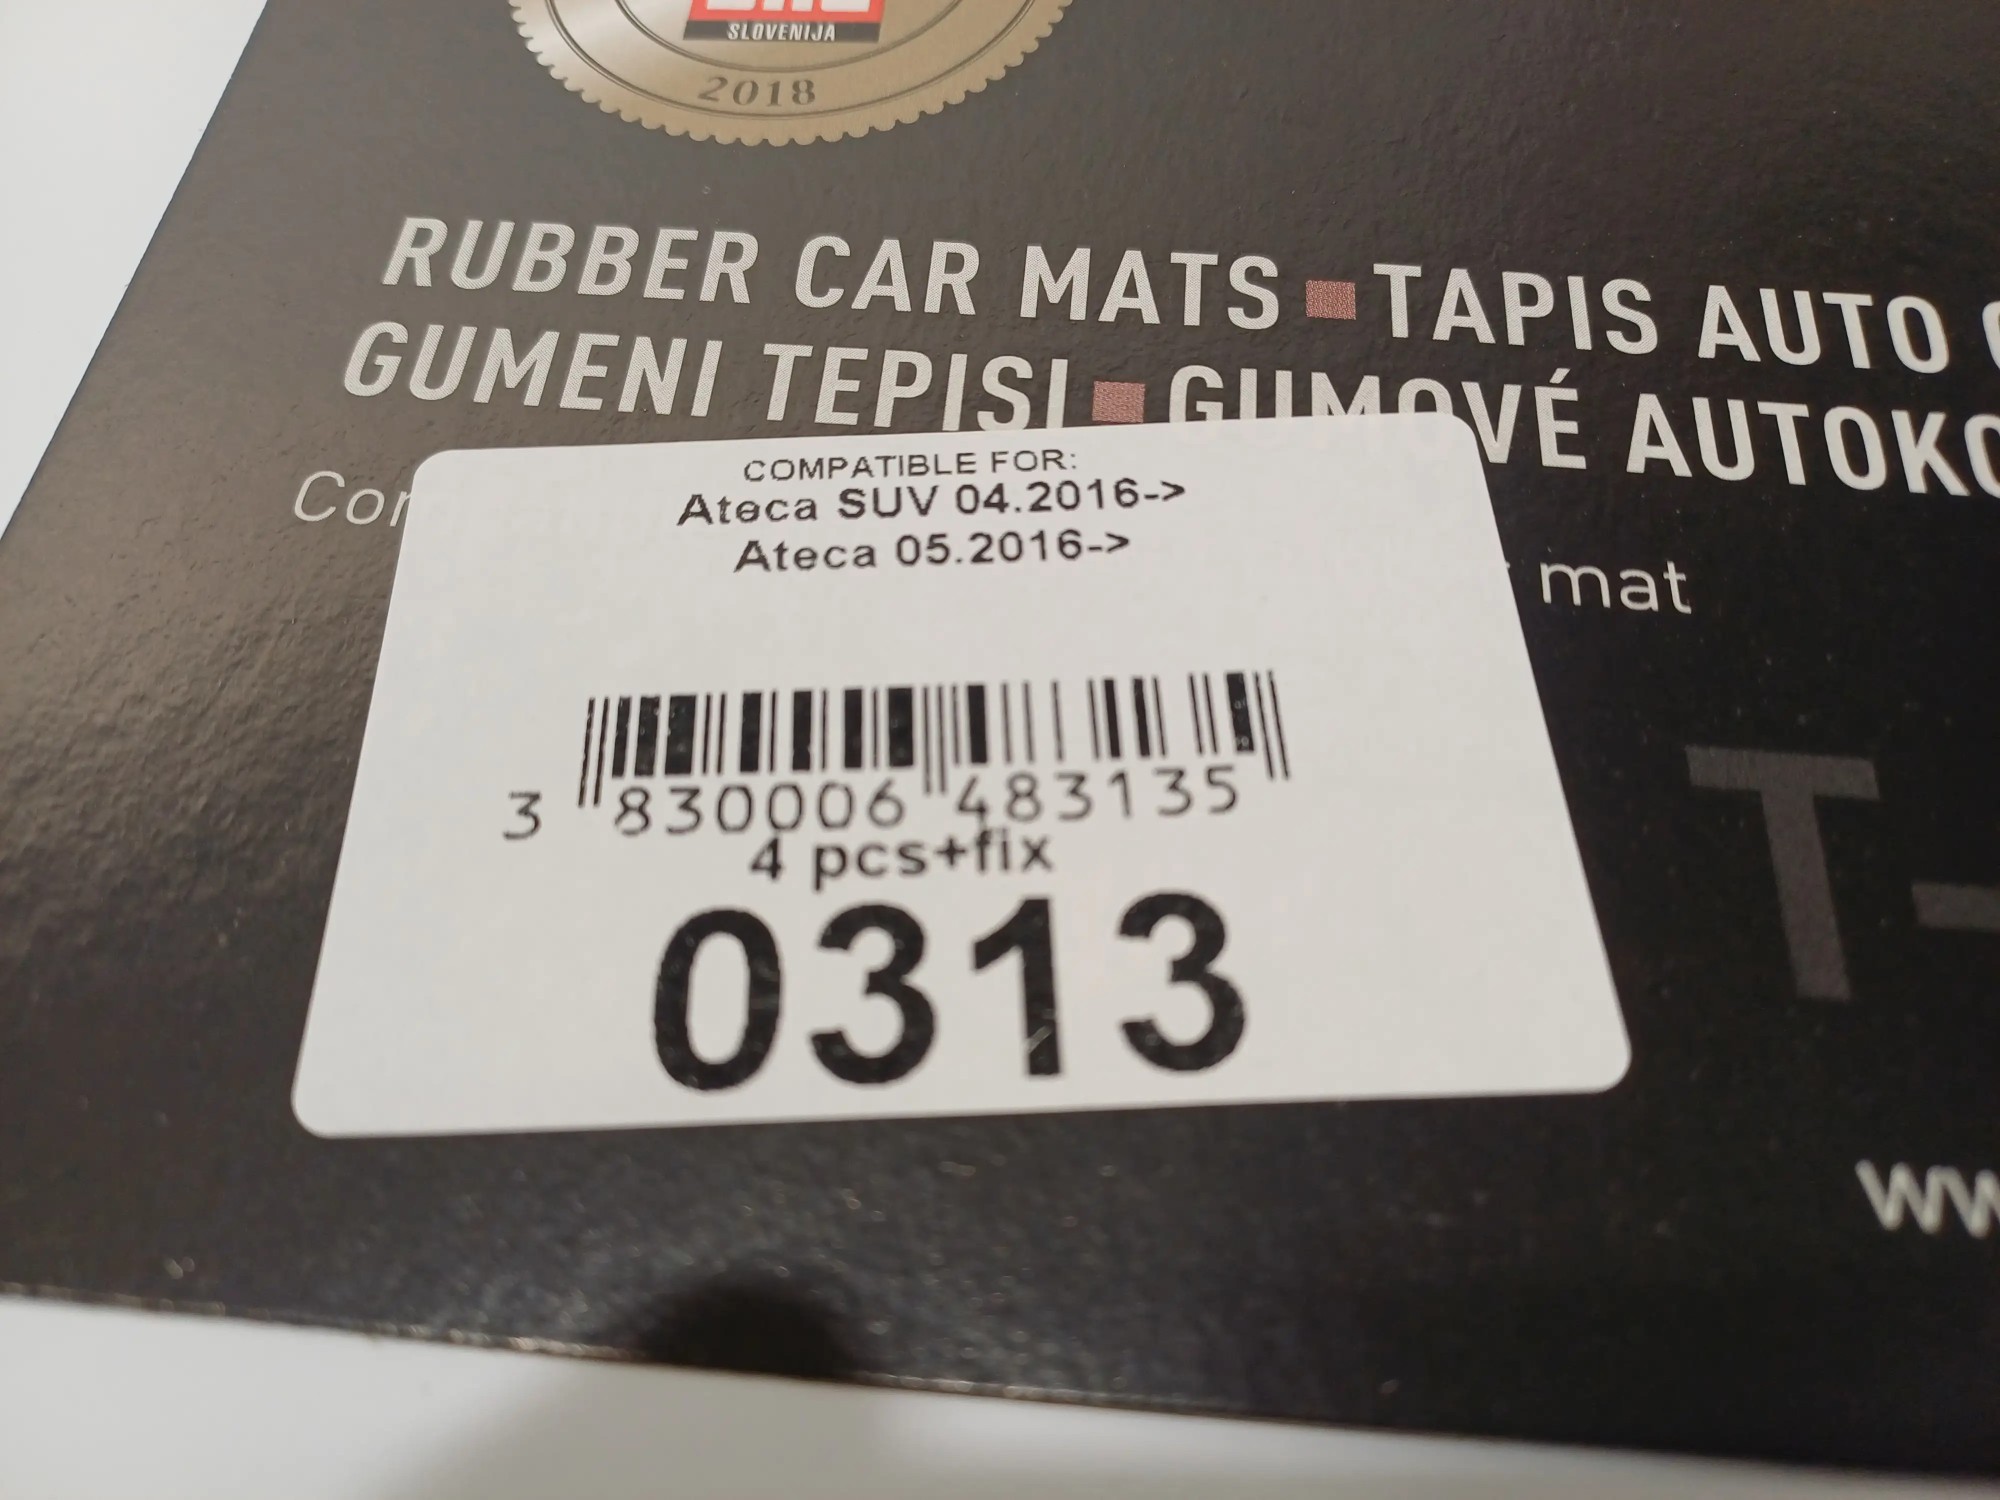 SLOVENIJA
2018
RUBBER CAR MATS ■ TAPIS AUTO
GUMENI TEPISI ■ GUMOVÉ
mat
COMPATIBLE FOR:
Ateca SUV 04.2016->
Ateca 05.2016->
3 830006 483135
4 pcs+fix
0313